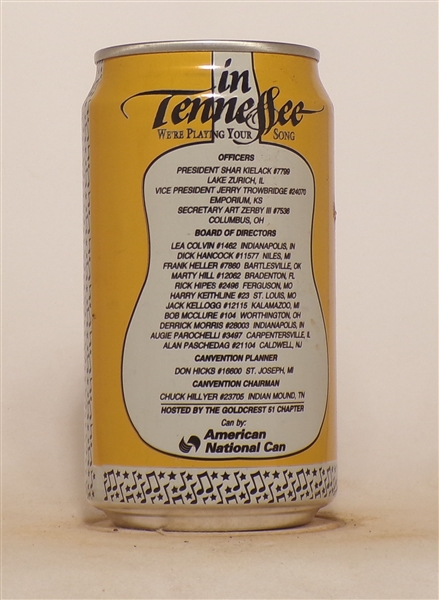 in
Tennessee
WE'RE PLAYING YOUR SONG
OFFICERS
PRESIDENT SHAR KIELACK #7799
LAKE ZURICH, IL
VICE PRESIDENT JERRY TROWBRIDGE #24070
EMPORIUM, KS
SECRETARY ART ZERBY III #7538
COLUMBUS, OH
BOARD OF DIRECTORS
LEA COLVIN #1462 INDIANAPOLIS, IN
DICK HANCOCK #11577 NILES, MI
FRANK HELLER #7860 BARTLESVILLE, OK
MARTY HILL #12062 BRADENTON, FL
RICK HIPES #2496 FERGUSON, MO
HARRY KEITHLINE #23 ST. LOUIS, MO
JACK KELLOGG #12115 KALAMAZOO, MI
BOB MCCLURE #104 WORTHINGTON, OH
DERRICK MORRIS #28003 INDIANAPOLIS, IN
AUGIE PAROCHELLI #3497 CARPENTERSVILLE, IL
ALAN PASCHEDAG #21104 CALDWELL, NJ
CANVENTION PLANNER
DON HICKS #16600 ST. JOSEPH, MI
CANVENTION CHAIRMAN
CHUCK HILLYER #23705 INDIAN MOUND, TN
HOSTED BY THE GOLDCREST 51 CHAPTER
Can by:
American
National Can